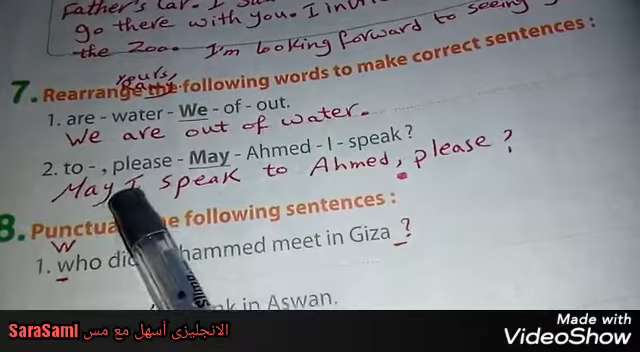 Father's Car. I
go there with you. I
the Zoo. I'm looking forward to seeing
yours,
7. Rearrange the following words to make correct sentences :
1. are - water - We - of - out.
We are out of water.
2. to - , please - May - Ahmed - I - speak ?
May I speak to Ahmed, please ?
8. the following sentences :
W
1. who hammed meet in Giza ?
in Aswan.
SaraSamI الانجليزى أسهل مع مس
Made with
VideoShow